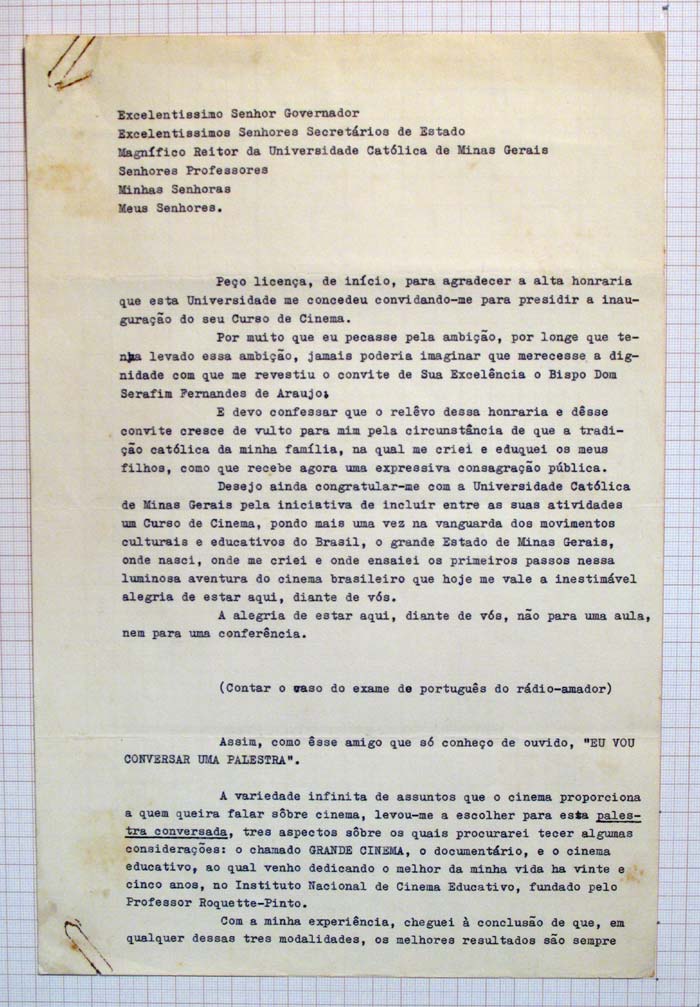 Excelentissimo Senhor Governador
Excelentissimos Senhores Secretários de Estado
Magnífico Reitor da Universidade Católica de Minas Gerais
Senhores Professores
Minhas Senhoras
Meus Senhores.
Peço licença, de início, para agradecer a alta honraria
que esta Universidade me concedeu convidando-me para presidir a inau-
guração do seu Curso de Cinema.
Por muito que eu pecasse pela ambição, por longe que te-
nha levado essa ambição, jamais poderia imaginar que merecesse a dig-
nidade com que me revestiu o convite de Sua Excelência o Bispo Dom
Serafim Fernandes de Araujo.
E devo confessar que o relêvo dessa honraria e dêsse
convite cresce de vulto para mim pela circunstância de que a tradi-
ção católica da minha família, na qual me criei e eduquei os meus
filhos, como que recebe agora uma expressiva consagração pública.
Desejo ainda congratular-me com a Universidade Católica
de Minas Gerais pela iniciativa de incluir entre as suas atividades
um Curso de Cinema, pondo mais uma vez na vanguarda dos movimentos
culturais e educativos do Brasil, o grande Estado de Minas Gerais,
onde nasci, onde me criei e onde ensaiei os primeiros passos nessa
luminosa aventura do cinema brasileiro que hoje me vale a inestimável
alegria de estar aqui, diante de vós.
A alegria de estar aqui, diante de vós, não para uma aula,
nem para uma conferência.
(Contar o caso do exame de português do rádio-amador)
Assim, como êsse amigo que só conheço de ouvido, "EU VOU
CONVERSAR UMA PALESTRA".
A variedade infinita de assuntos que o cinema proporciona
a quem queira falar sôbre cinema, levou-me a escolher para esta pales-
tra conversada, tres aspectos sôbre os quais procurarei tecer algumas
considerações: o chamado GRANDE CINEMA, o documentário, e o cinema
educativo, ao qual venho dedicando o melhor da minha vida ha vinte e
cinco anos, no Instituto Nacional de Cinema Educativo, fundado pelo
Professor Roquette-Pinto.
Com a minha experiência, cheguei à conclusão de que, em
qualquer dessas tres modalidades, os melhores resultados são sempre